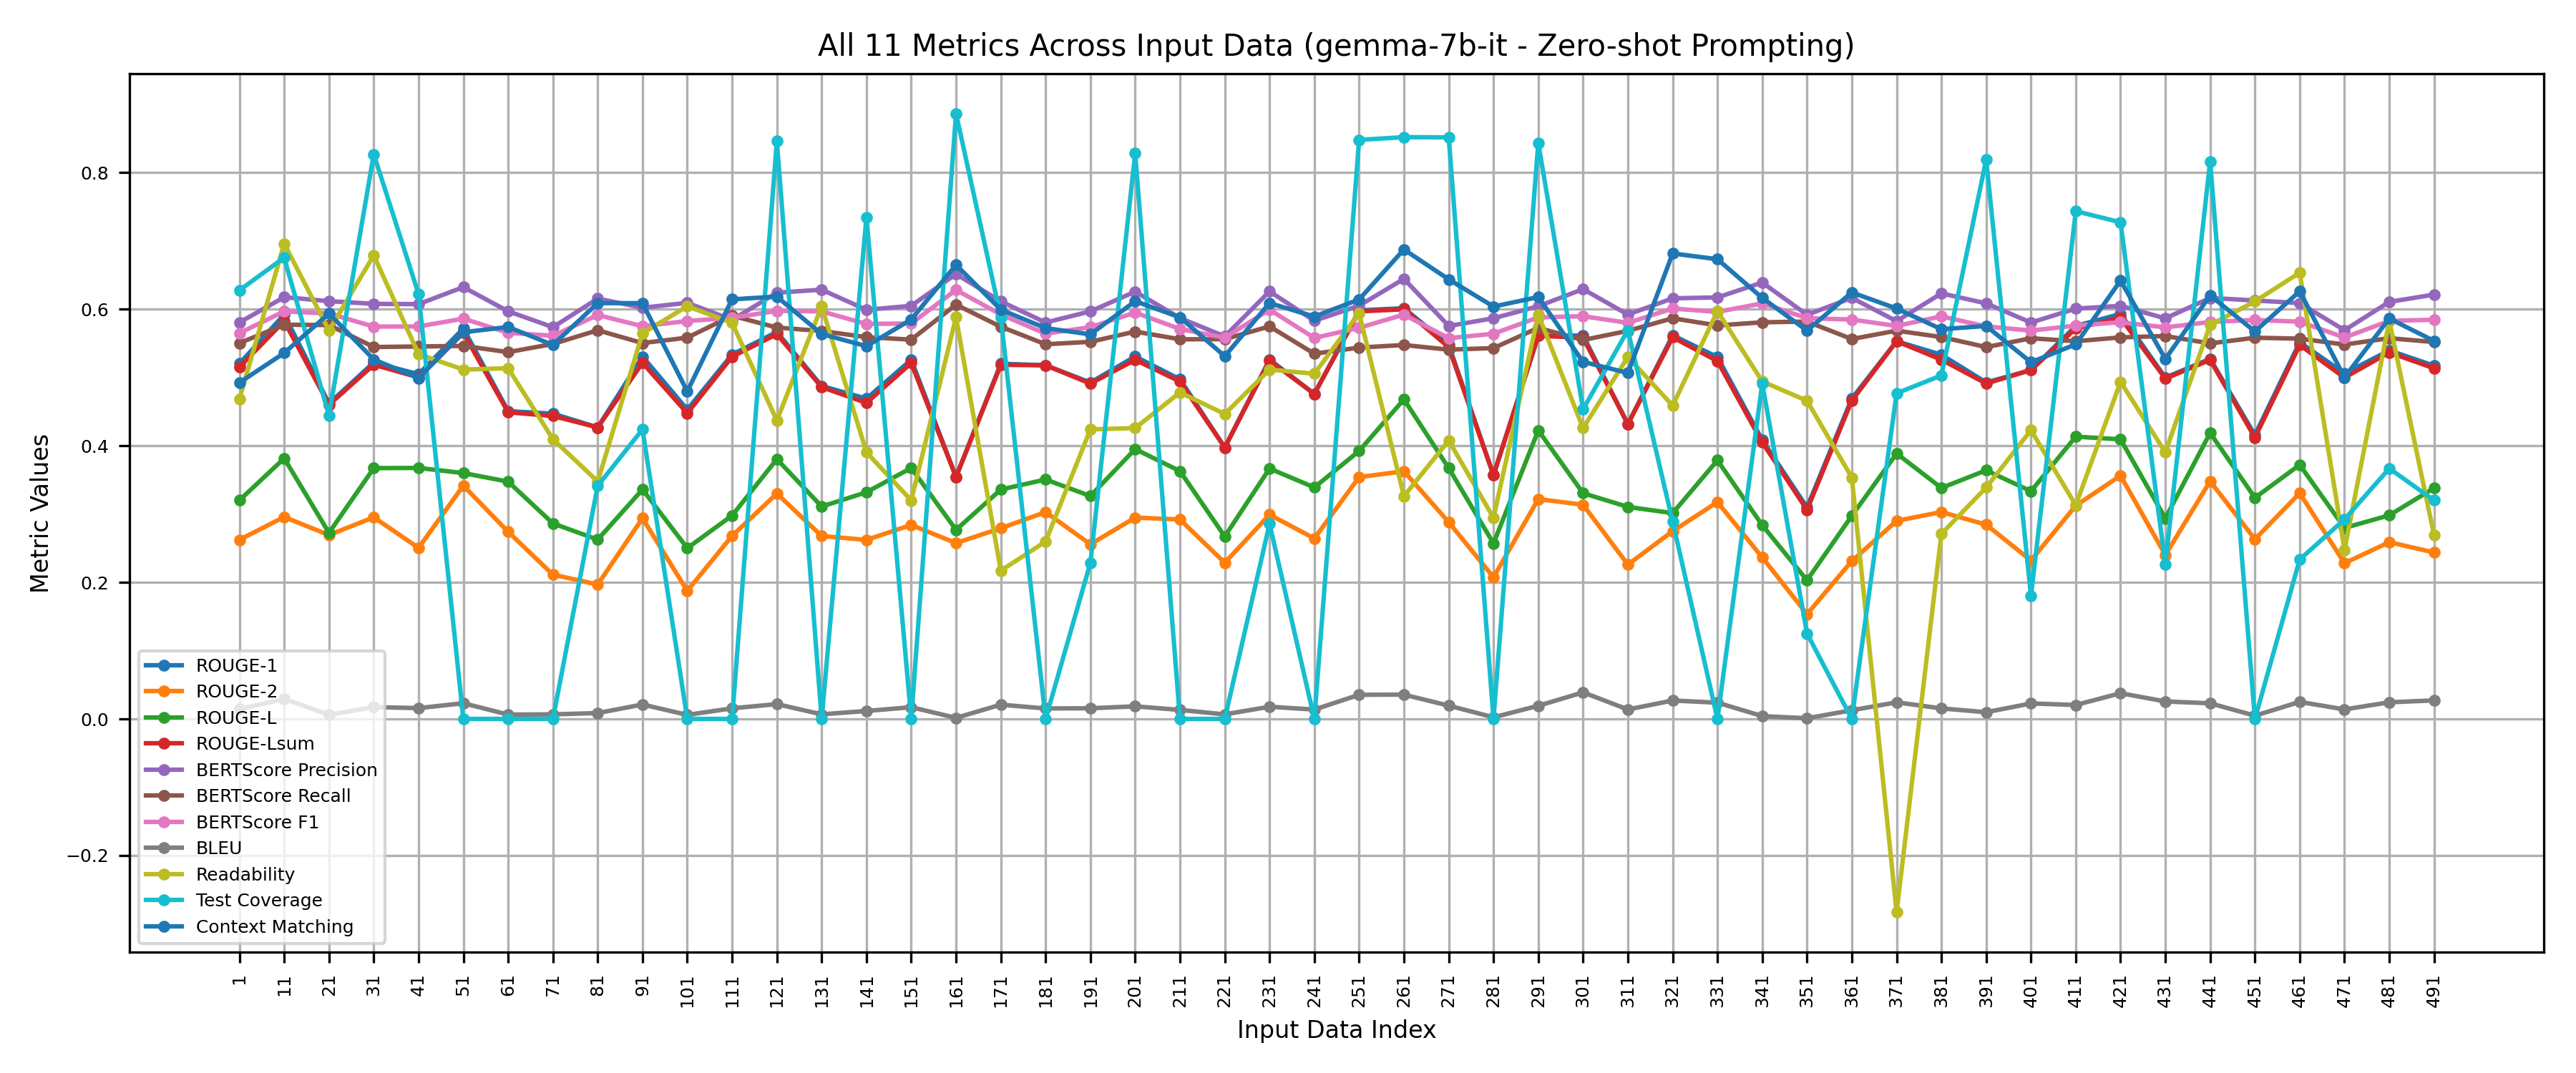 All 11 Metrics Across Input Data (gemma-7b-it - Zero-shot Prompting)
Metric Values
0.8
0.6
0.4
0.2
0.0
−0.2
ROUGE-1
ROUGE-2
ROUGE-L
ROUGE-Lsum
BERTScore Precision
BERTScore Recall
BERTScore F1
BLEU
Readability
Test Coverage
Context Matching
1 11 21 31 41 51 61 71 81 91 101 111 121 131 141 151 161 171 181 191 201 211 221 231 241 251 261 271 281 291 301 311 321 331 341 351 361 371 381 391 401 411 421 431 441 451 461 471 481 491
Input Data Index